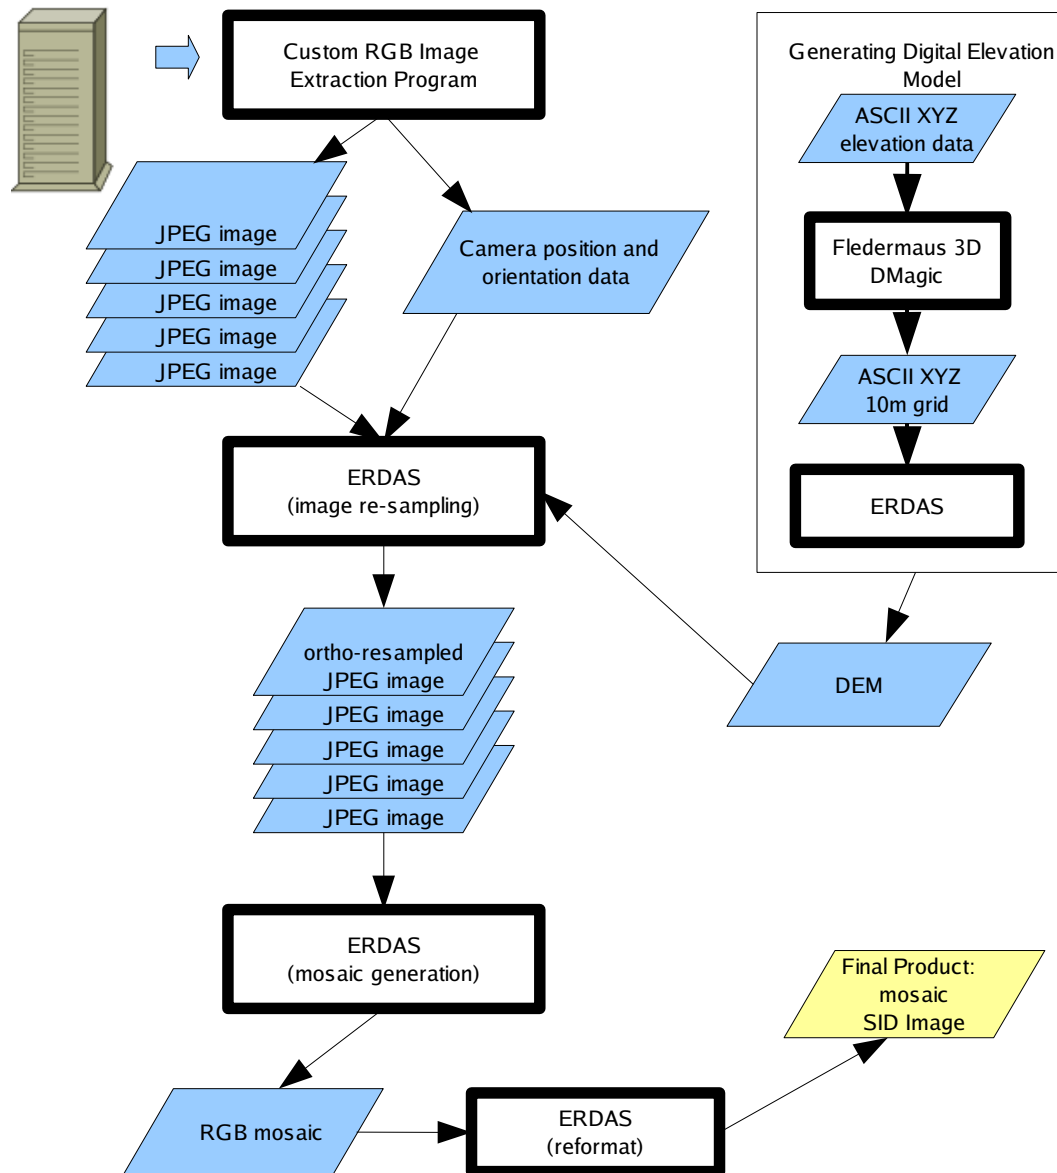 Custom RGB Image
Extraction Program
Generating Digital Elevation
Model
ASCII XYZ
elevation data
Fledermaus 3D
DMagic
ASCII XYZ
10m grid
ERDAS
JPEG image
JPEG image
JPEG image
JPEG image
JPEG image
Camera position and
orientation data
ERDAS
(image re-sampling)
DEM
ortho-resampled
JPEG image
JPEG image
JPEG image
JPEG image
JPEG image
ERDAS
(mosaic generation)
RGB mosaic
ERDAS
(reformat)
Final Product:
mosaic
SID Image